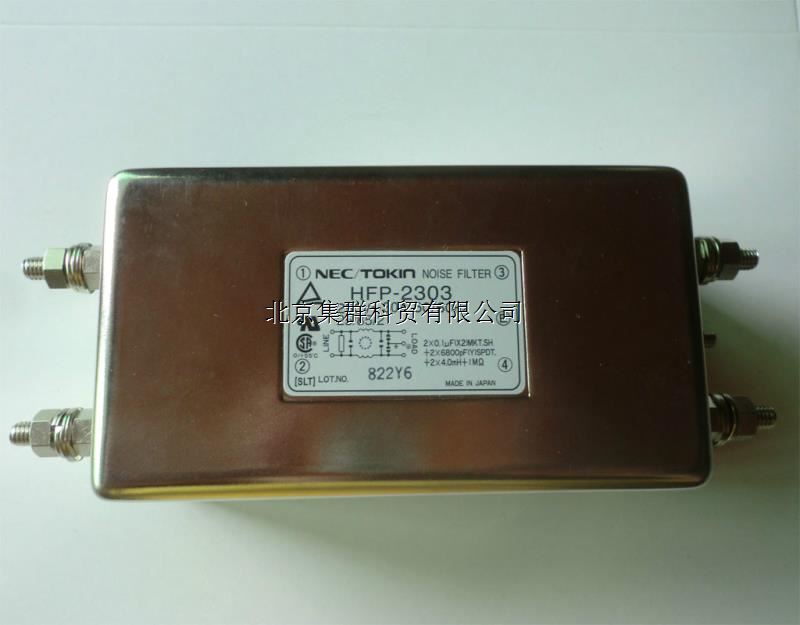 ① NEC/TOKIN NOISE FILTER ③
HFP-2303
北京集群科贸有限公司
LINE
LOAD
2×0.1μF(X2)MKT.SH
+2×6800pF(Y)SPDT.
+2×4.0mH+1MΩ
② ④
[SLT] LOT.NO. 822Y6 MADE IN JAPAN